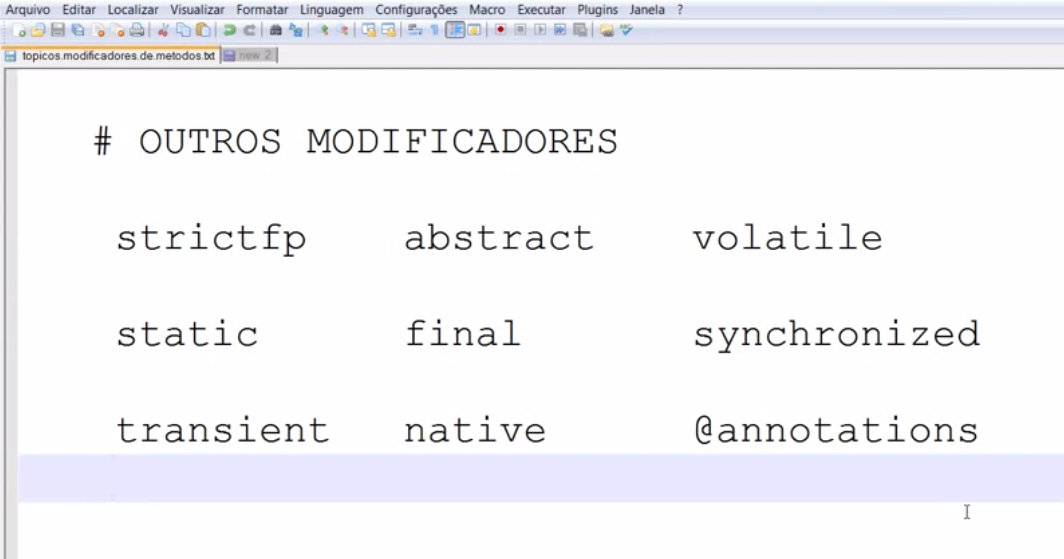 Arquivo Editar Localizar Visualizar Formatar Linguagem Configurações Macro Executar Plugins Janela ?
topicos.modificadores.de.metodos.txt new 2
# OUTROS MODIFICADORES
strictfp abstract volatile
static final synchronized
transient native @annotations